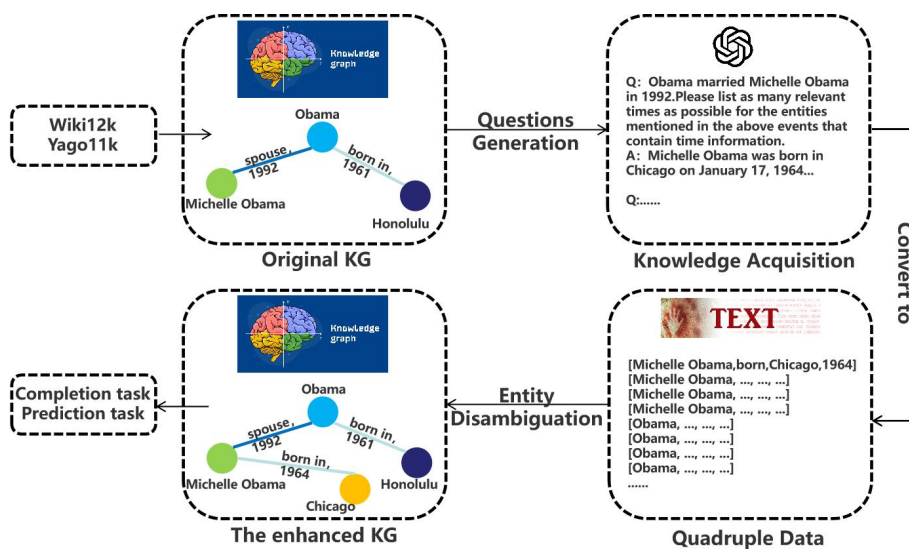 Wiki12k
Yago11k
Knowledge
graph
Obama
spouse,
1992
born in,
1961
Michelle Obama
Honolulu
Original KG
Questions
Generation
Q: Obama married Michelle Obama
in 1992.Please list as many relevant
times as possible for the entities
mentioned in the above events that
contain time information.
A: Michelle Obama was born in
Chicago on January 17, 1964...
Q:......
Knowledge Acquisition
Convert to
TEXT
[Michelle Obama,born,Chicago,1964]
[Michelle Obama, ..., ..., ...]
[Michelle Obama, ..., ..., ...]
[Michelle Obama, ..., ..., ...]
[Obama, ..., ..., ...]
[Obama, ..., ..., ...]
[Obama, ..., ..., ...]
[Obama, ..., ..., ...]
......
Quadruple Data
Entity
Disambiguation
Knowledge
graph
Obama
spouse,
1992
born in,
1961
born in,
1964
Michelle Obama
Honolulu
Chicago
The enhanced KG
Completion task
Prediction task